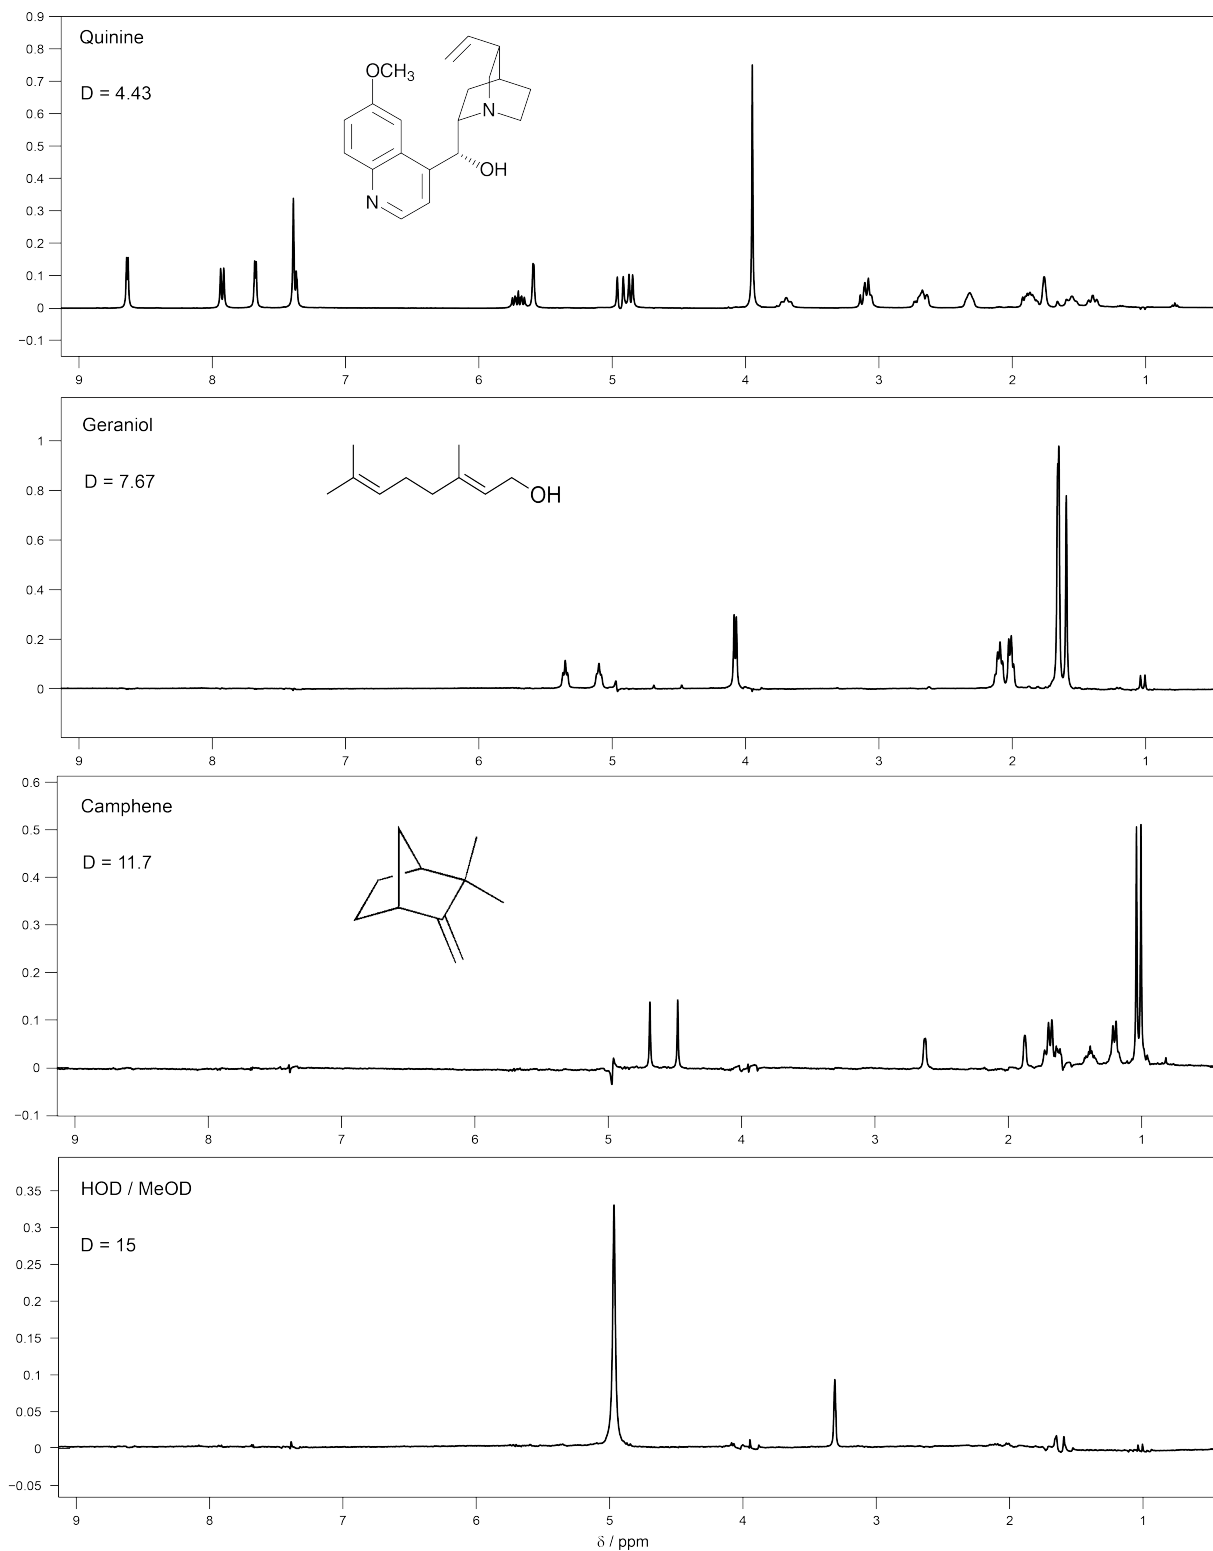 Quinine
D = 4.43
OCH3
N
OH
N
0.9
0.8
0.7
0.6
0.5
0.4
0.3
0.2
0.1
0
−0.1
9 8 7 6 5 4 3 2 1
Geraniol
D = 7.67
OH
1
0.8
0.6
0.4
0.2
0
9 8 7 6 5 4 3 2 1
Camphene
D = 11.7
0.6
0.5
0.4
0.3
0.2
0.1
0
−0.1
9 8 7 6 5 4 3 2 1
HOD / MeOD
D = 15
0.35
0.3
0.25
0.2
0.15
0.1
0.05
0
−0.05
9 8 7 6 5 4 3 2 1
δ / ppm